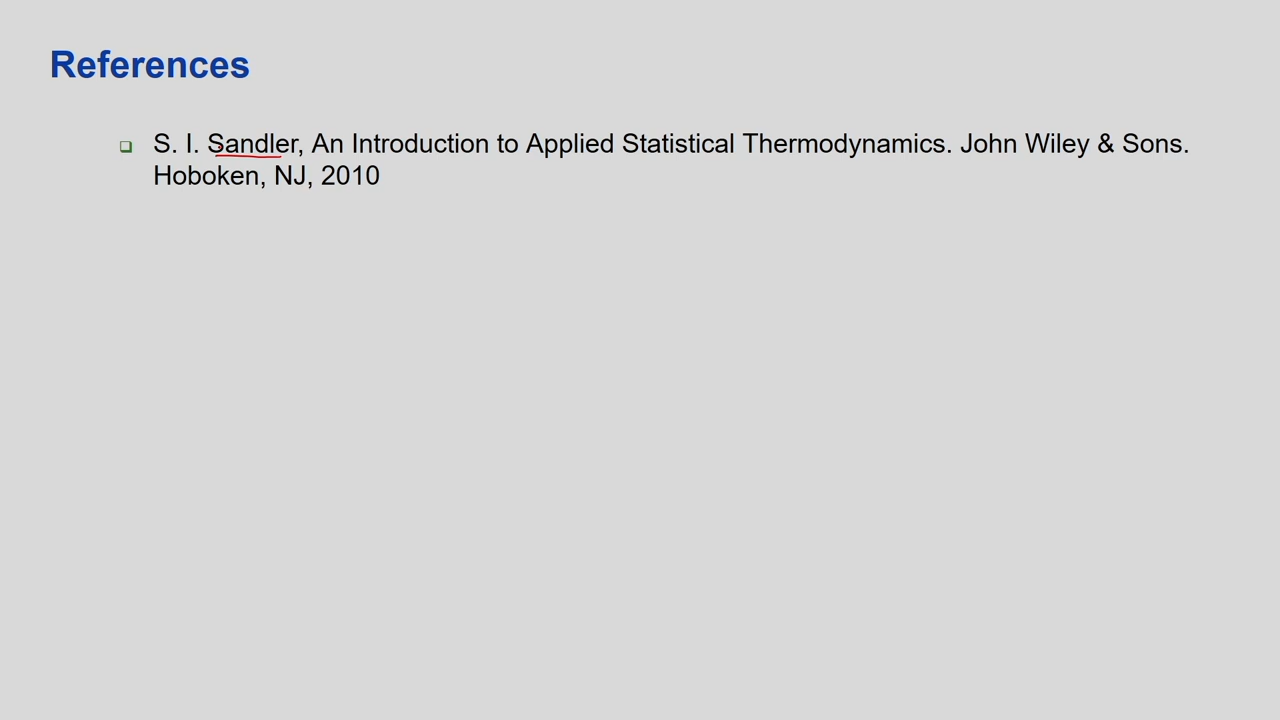 References
S. I. Sandler, An Introduction to Applied Statistical Thermodynamics. John Wiley & Sons.
Hoboken, NJ, 2010